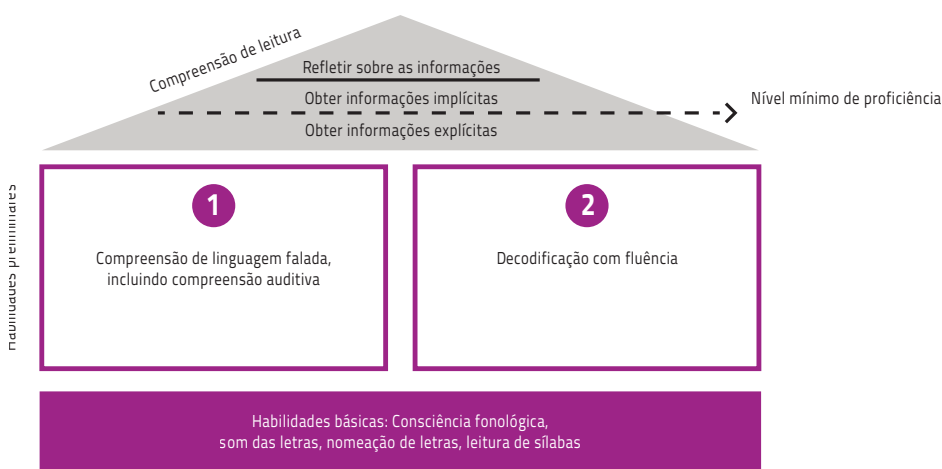 Compreensão de leitura
Refletir sobre as informações
Obter informações implícitas
Nível mínimo de proficiência
Obter informações explícitas
Habilidades preliminares
1
Compreensão de linguagem falada,
incluindo compreensão auditiva
2
Decodificação com fluência
Habilidades básicas: Consciência fonológica,
som das letras, nomeação de letras, leitura de sílabas